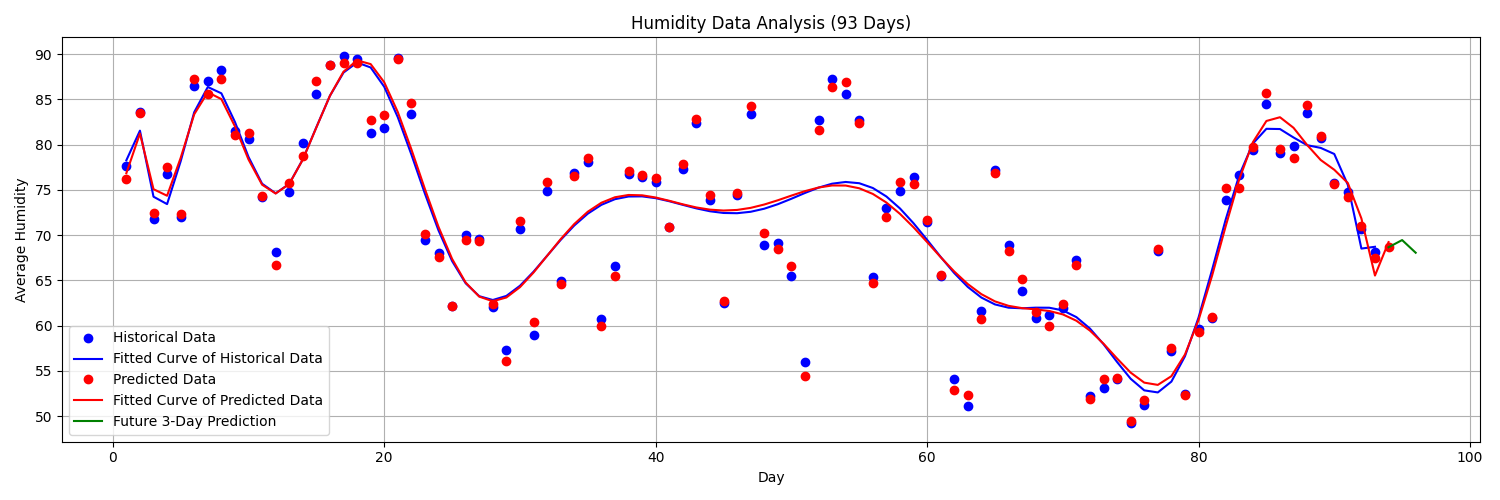 Humidity Data Analysis (93 Days)
Average Humidity
90
85
80
75
70
65
60
55
50
Historical Data
Fitted Curve of Historical Data
Predicted Data
Fitted Curve of Predicted Data
Future 3-Day Prediction
0 20 40 60 80 100
Day